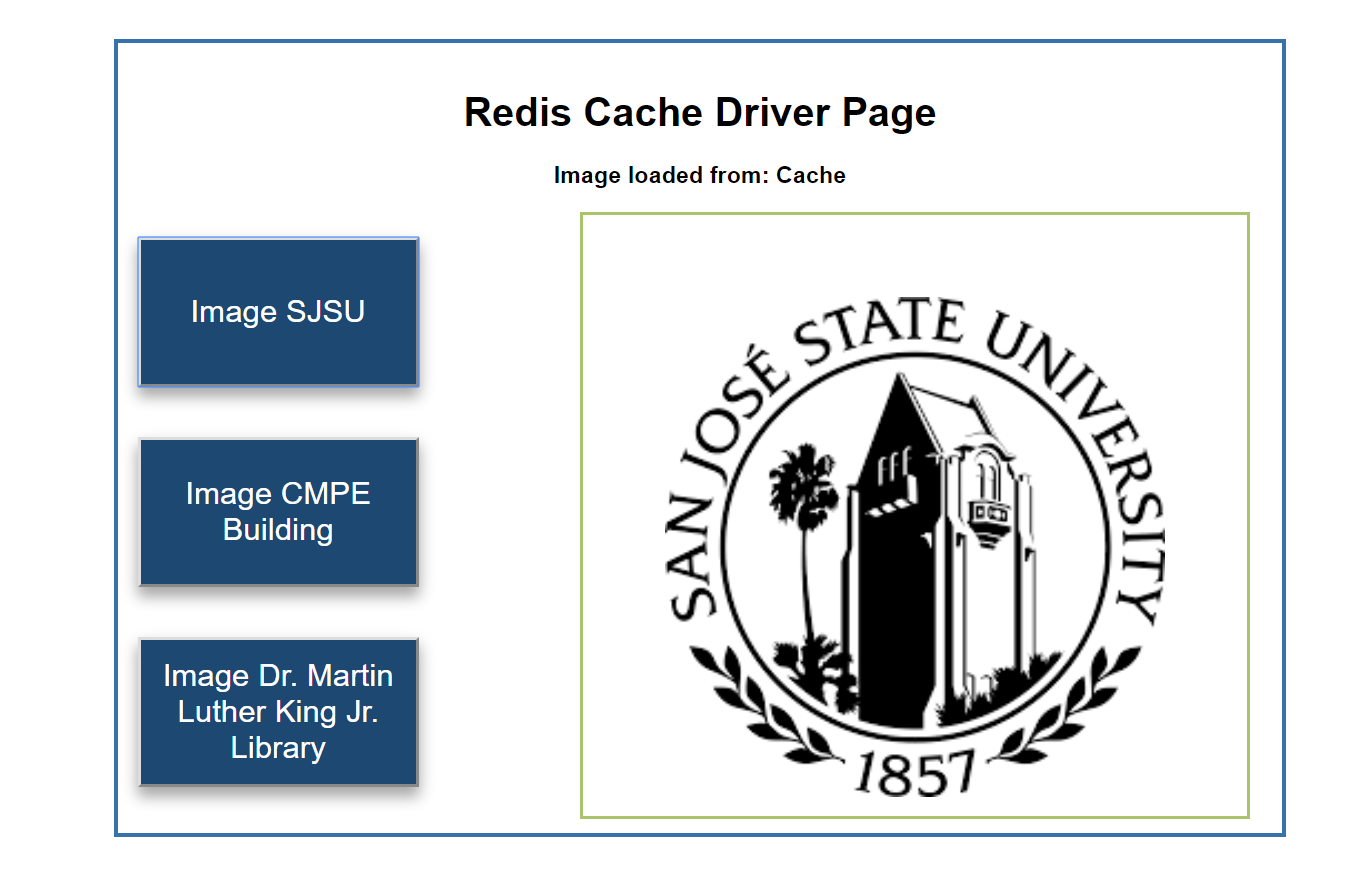 Redis Cache Driver Page
Image loaded from: Cache
Image SJSU
Image CMPE
Building
Image Dr. Martin
Luther King Jr.
Library
SAN JOSÉ STATE UNIVERSITY
1857